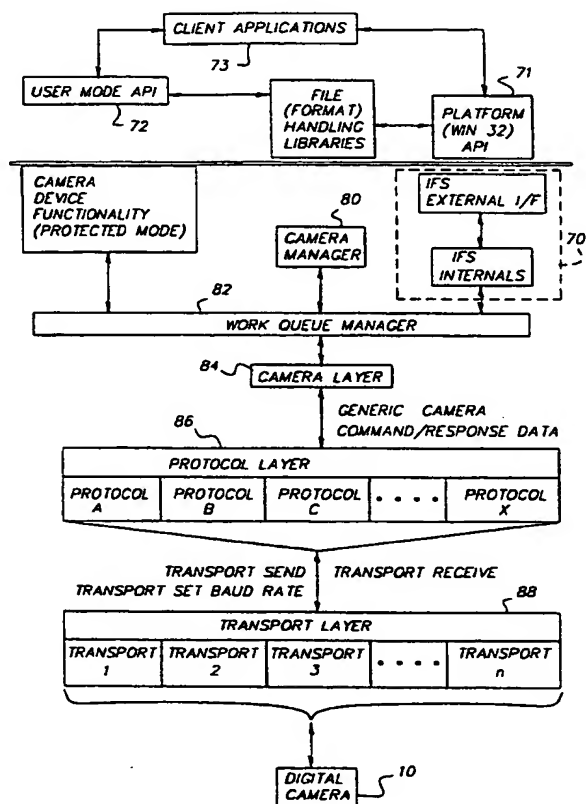 CLIENT APPLICATIONS
73
USER MODE API
72
FILE
(FORMAT)
HANDLING
LIBRARIES
71
PLATFORM
(WIN 32)
API
CAMERA
DEVICE
FUNCTIONALITY
(PROTECTED MODE)
80
CAMERA
MANAGER
IFS
EXTERNAL I/F
IFS
INTERNALS
70
82
WORK QUEUE MANAGER
84
CAMERA LAYER
GENERIC CAMERA
COMMAND/RESPONSE DATA
86
PROTOCOL LAYER
PROTOCOL
A
PROTOCOL
B
PROTOCOL
C
PROTOCOL
X
TRANSPORT SEND
TRANSPORT SET BAUD RATE
TRANSPORT RECEIVE
88
TRANSPORT LAYER
TRANSPORT
1
TRANSPORT
2
TRANSPORT
3
TRANSPORT
n
DIGITAL
CAMERA
10